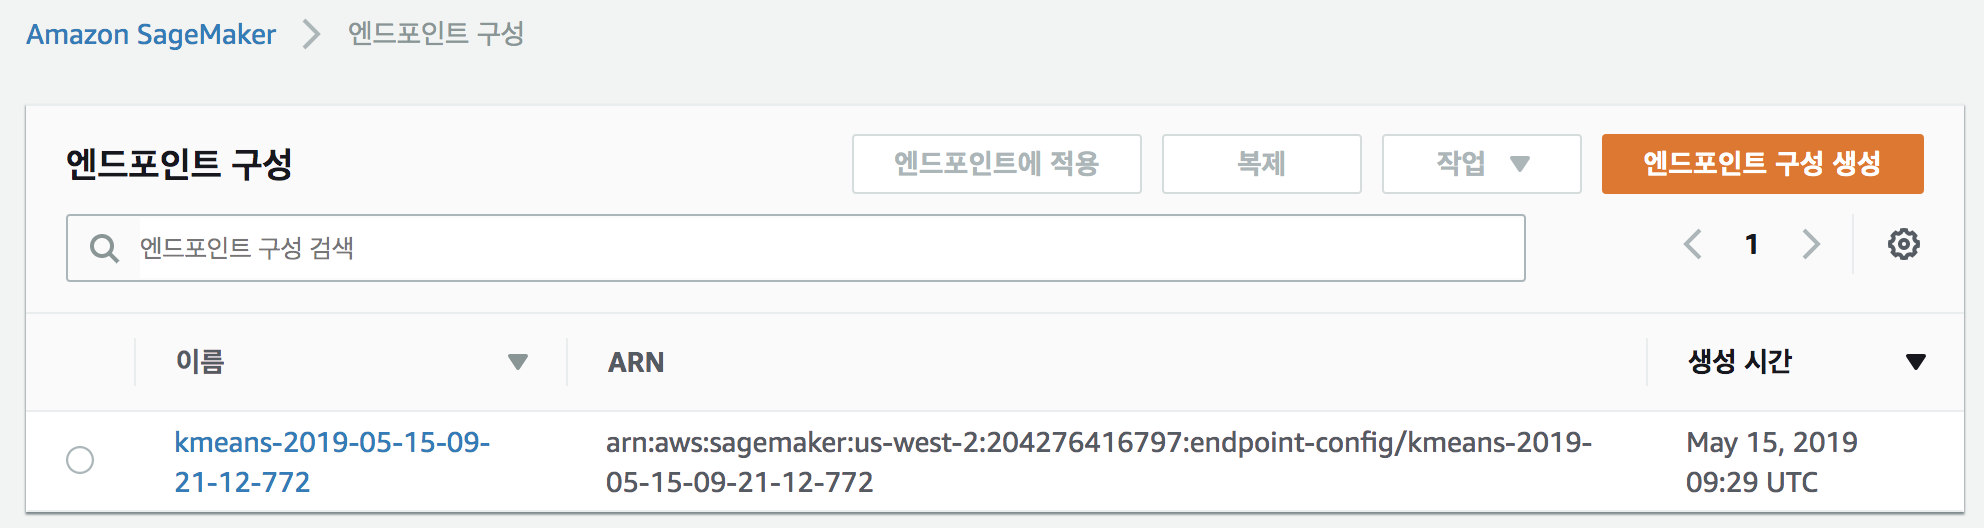 Amazon SageMaker
엔드포인트 구성
엔드포인트 구성
엔드포인트에 적용
복제
작업
엔드포인트 구성 생성
엔드포인트 구성 검색
1
이름
ARN
생성 시간
kmeans-2019-05-15-09-
21-12-772
arn:aws:sagemaker:us-west-2:204276416797:endpoint-config/kmeans-2019-
05-15-09-21-12-772
May 15, 2019
09:29 UTC